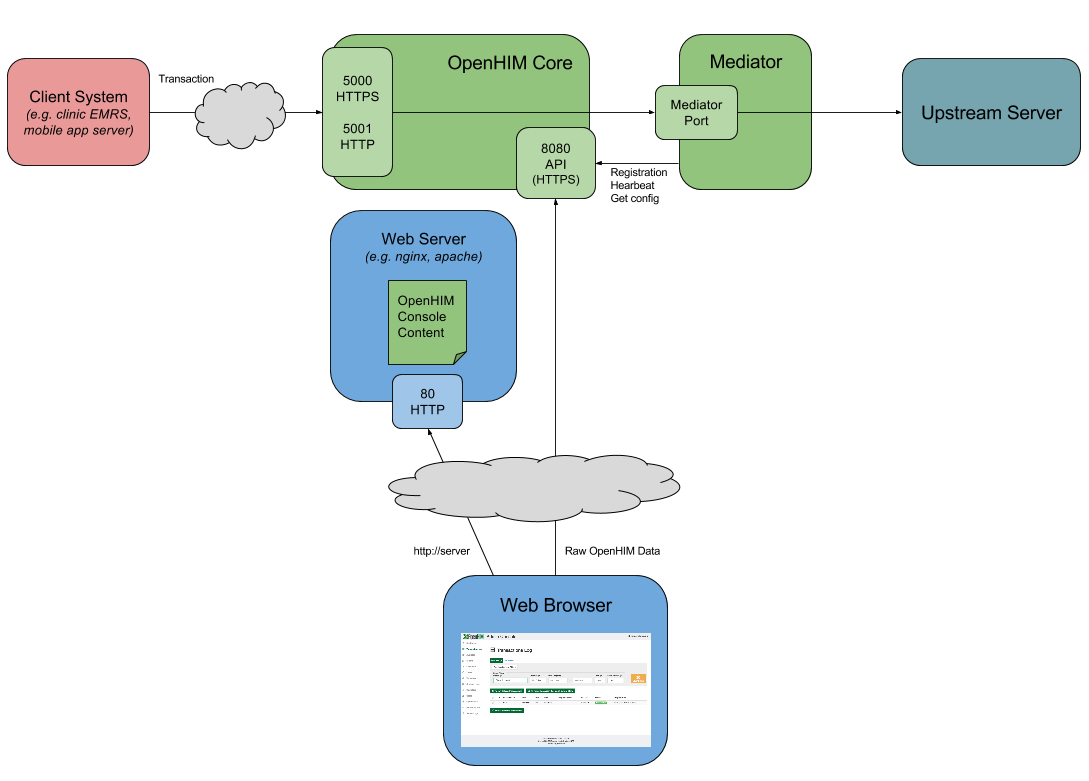 Transaction
Client System
(e.g. clinic EMRS,
mobile app server)
5000
HTTPS
5001
HTTP
OpenHIM Core
8080
API
(HTTPS)
Mediator
Mediator
Port
Registration
Hearbeat
Get config
Upstream Server
Web Server
(e.g. nginx, apache)
OpenHIM
Console
Content
80
HTTP
http://server
Raw OpenHIM Data
Web Browser
Transactions Log